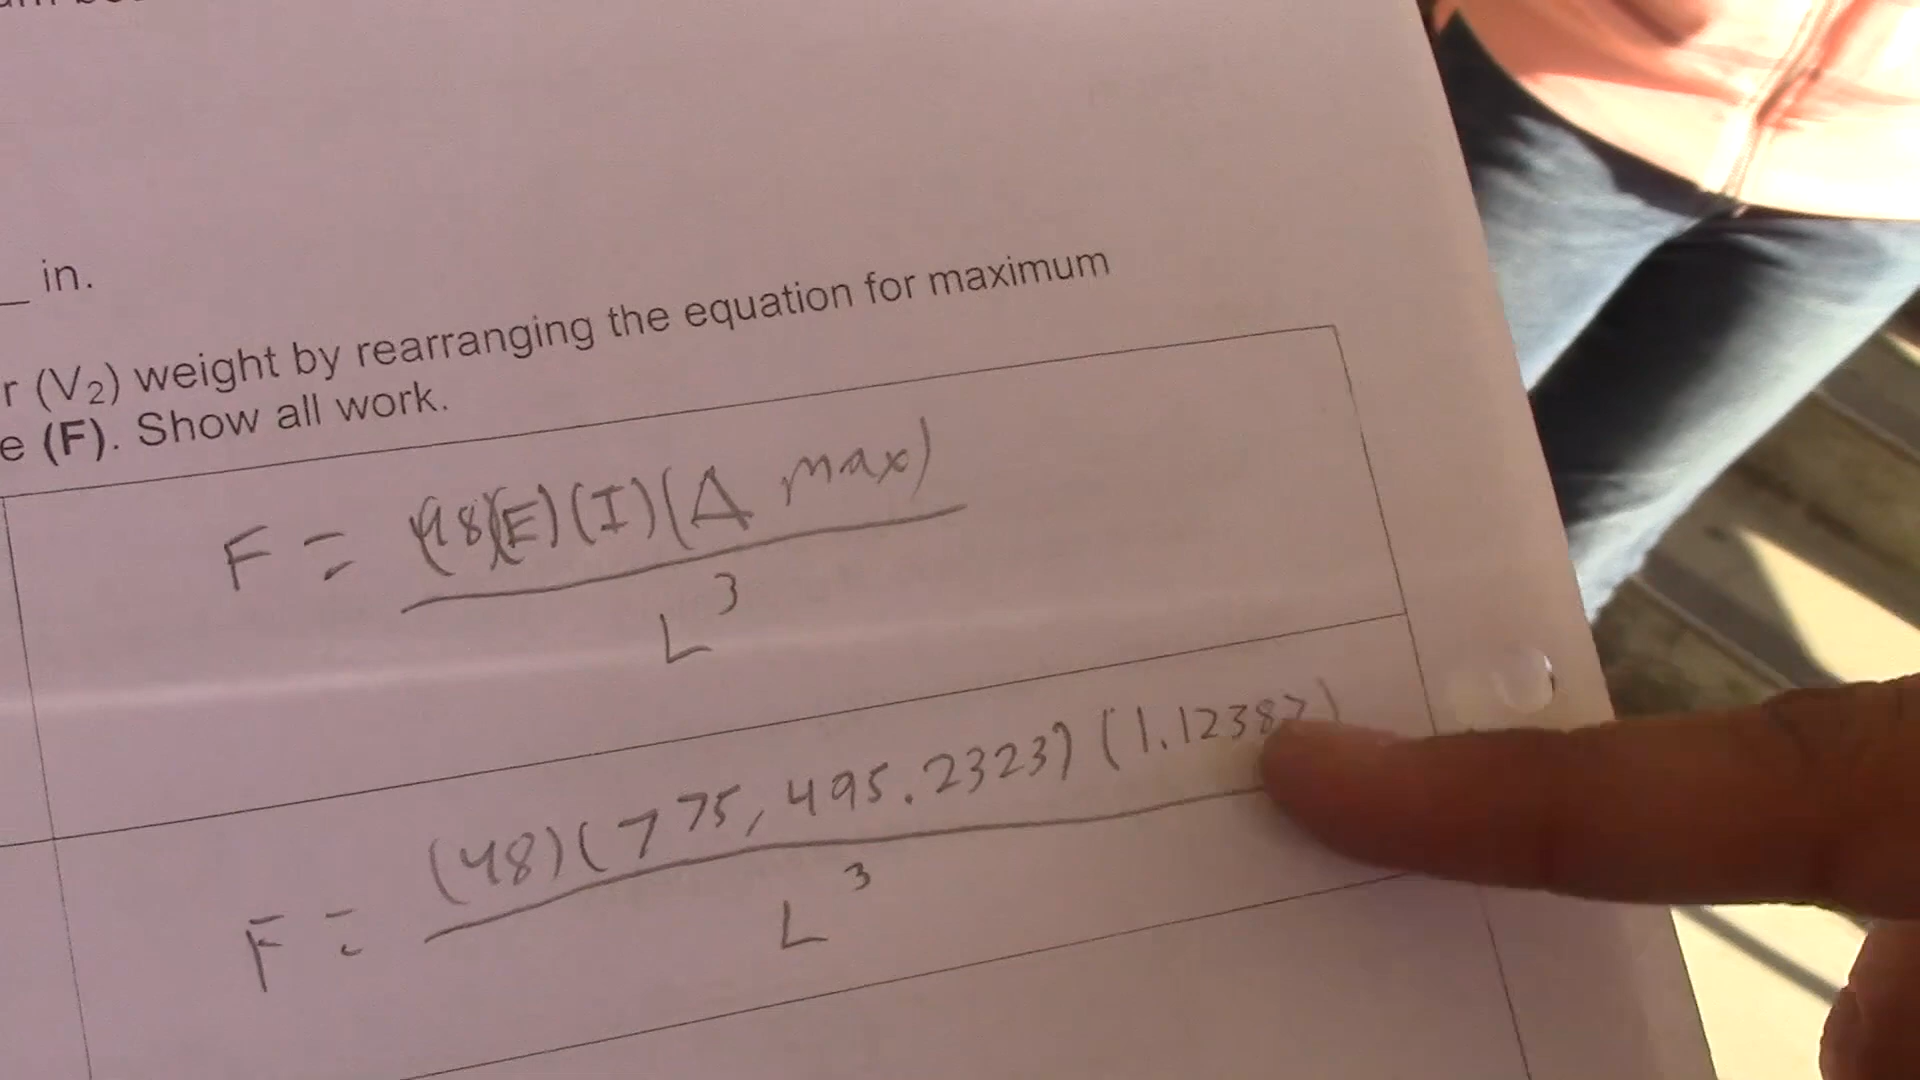 in.
r (V2) weight by rearranging the equation for maximum
e (F). Show all work.
F = (48)(E)(I)(Δ max)
L3
F = (48)(775,495.2323)(1.12387)
L3